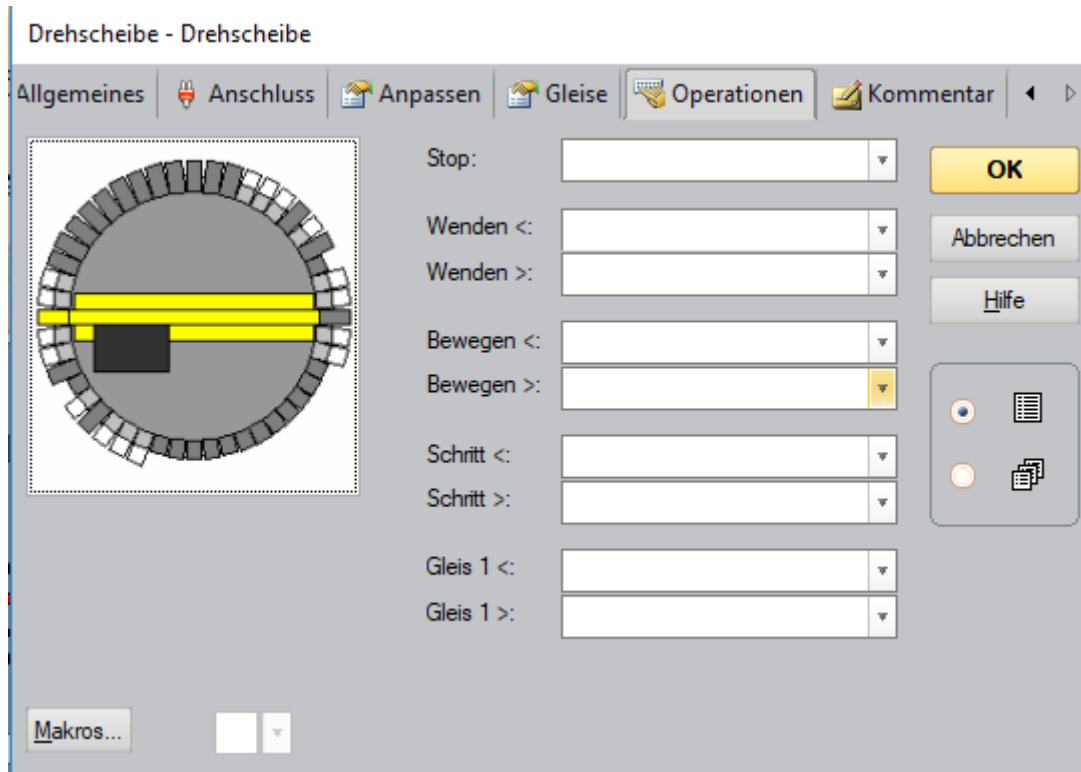 Drehscheibe - Drehscheibe
Allgemeines Anschluss Anpassen Gleise Operationen Kommentar
Stop:
OK
Wenden <:
Abbrechen
Wenden >:
Hilfe
Bewegen <:
Bewegen >:
Schritt <:
Schritt >:
Gleis 1 <:
Gleis 1 >:
Makros...